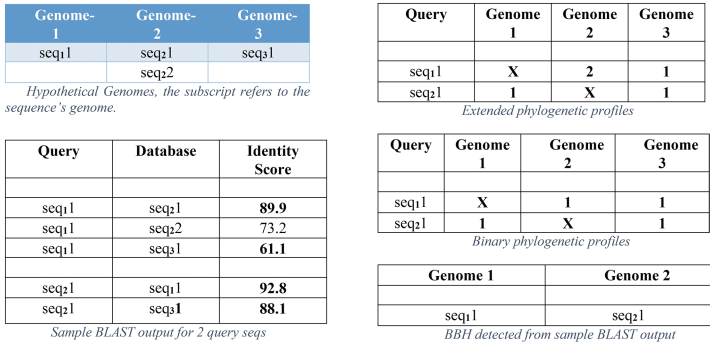 Genome-1 Genome-2 Genome-3
seq₁1 seq₂1 seq₃1
seq₂2
Hypothetical Genomes, the subscript refers to the
sequence's genome.
Query Database Identity Score
seq₁1 seq₂1 89.9
seq₁1 seq₂2 73.2
seq₁1 seq₃1 61.1
seq₂1 seq₁1 92.8
seq₂1 seq₃1 88.1
Sample BLAST output for 2 query seqs
Query Genome 1 Genome 2 Genome 3
seq₁1 X 2 1
seq₂1 1 X 1
Extended phylogenetic profiles
Query Genome 1 Genome 2 Genome 3
seq₁1 X 1 1
seq₂1 1 X 1
Binary phylogenetic profiles
Genome 1 Genome 2
seq₁1 seq₂1
BBH detected from sample BLAST output